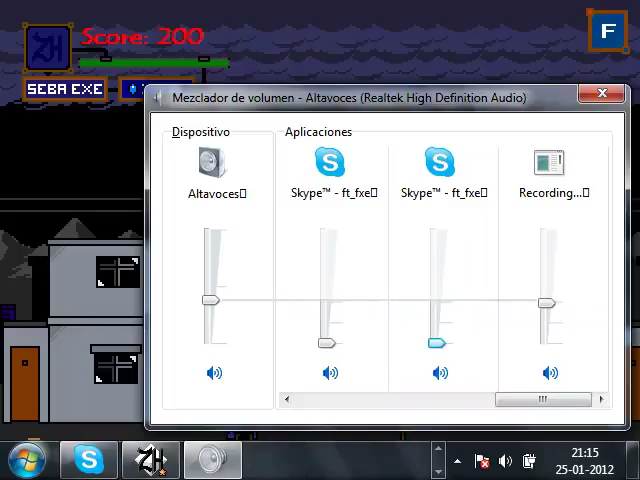 Score: 200
F
SEBA EXE
Mezclador de volumen - Altavoces (Realtek High Definition Audio)
Dispositivo
Aplicaciones
Altavoces
Skype™ - ft_fxe
Skype™ - ft_fxe
Recording...
21:15
25-01-2012